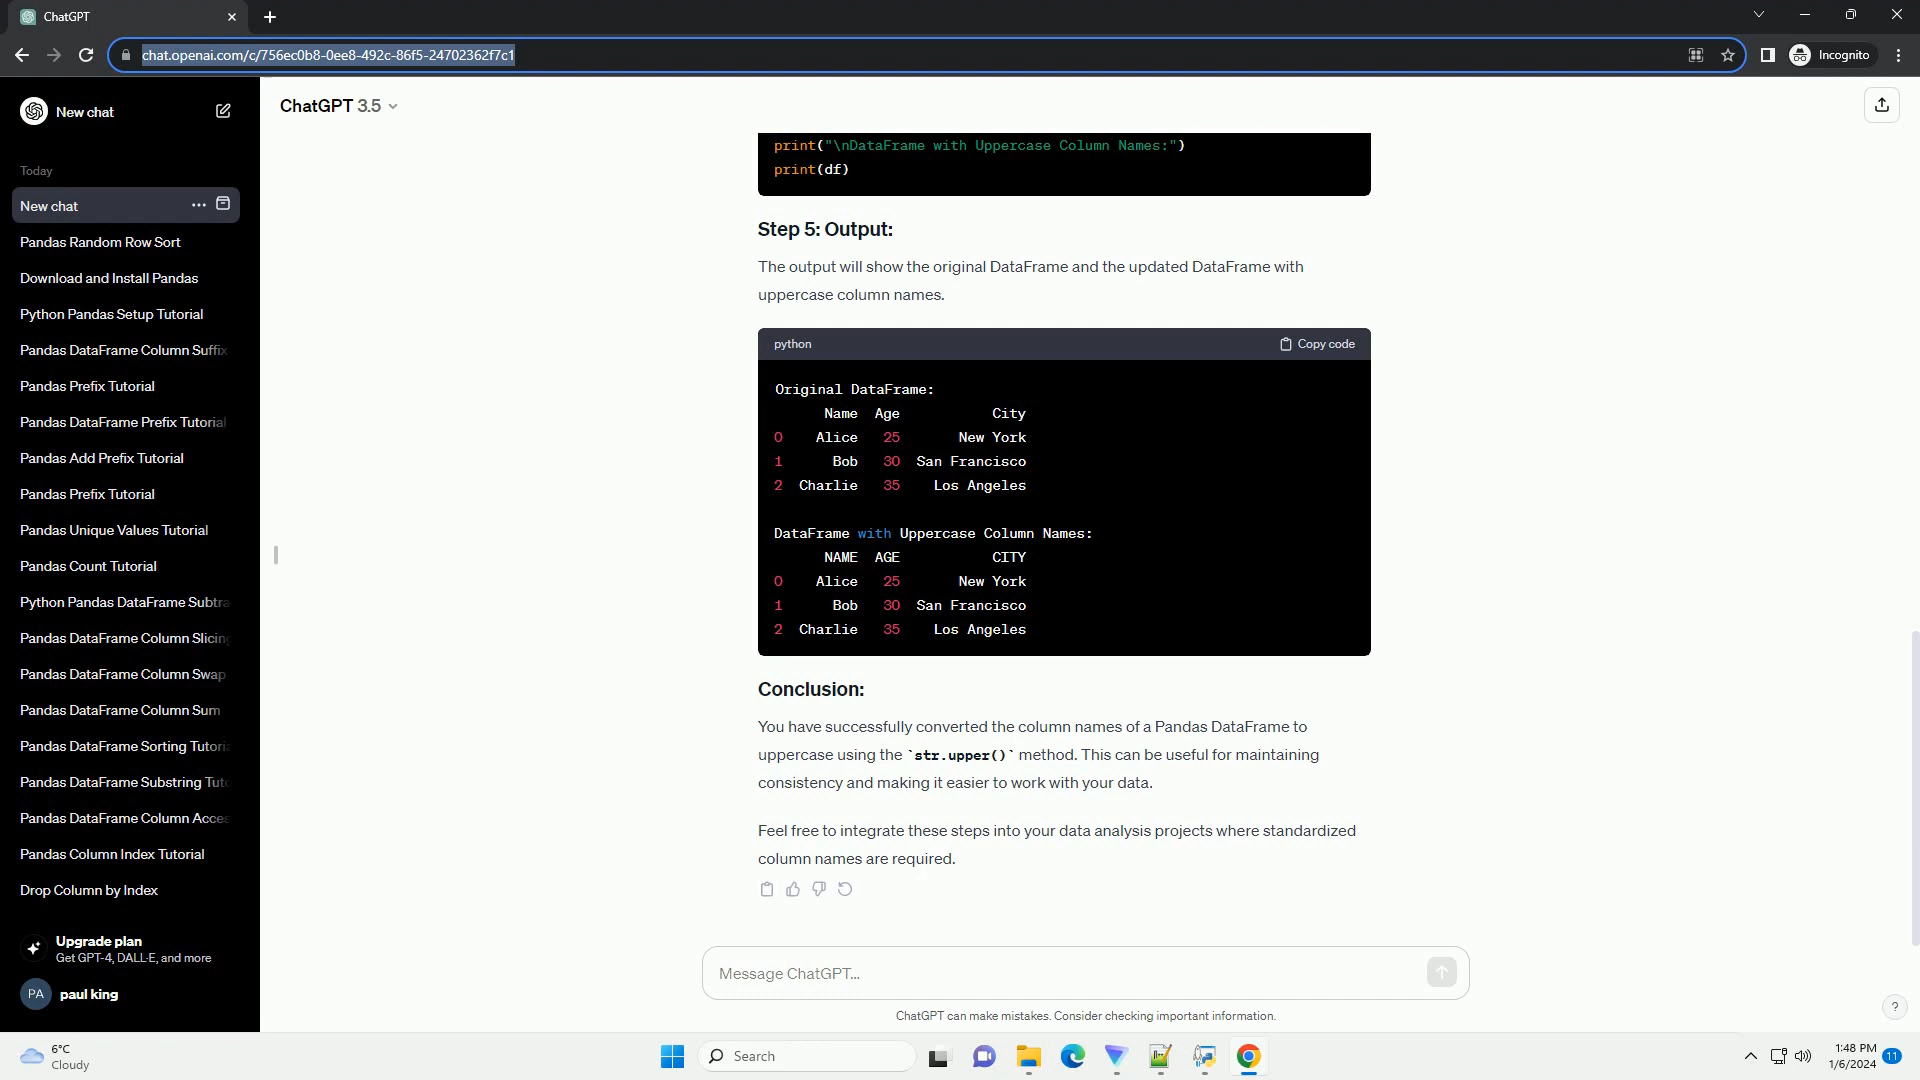 ChatGPT
chat.openai.com/c/756ec0b8-0ee8-492c-86f5-24702362f7c1
Incognito
New chat
Today
New chat
Pandas Random Row Sort
Download and Install Pandas
Python Pandas Setup Tutorial
Pandas DataFrame Column Suffix
Pandas Prefix Tutorial
Pandas DataFrame Prefix Tutorial
Pandas Add Prefix Tutorial
Pandas Prefix Tutorial
Pandas Unique Values Tutorial
Pandas Count Tutorial
Python Pandas DataFrame Subtra
Pandas DataFrame Column Slicing
Pandas DataFrame Column Swap
Pandas DataFrame Column Sum
Pandas DataFrame Sorting Tutoria
Pandas DataFrame Substring Tuto
Pandas DataFrame Column Acces
Pandas Column Index Tutorial
Drop Column by Index
Upgrade plan
Get GPT-4, DALL·E, and more
PA paul king
ChatGPT 3.5
print("\nDataFrame with Uppercase Column Names:")
print(df)
Step 5: Output:
The output will show the original DataFrame and the updated DataFrame with
uppercase column names.
python Copy code
Original DataFrame:
Name Age City
0 Alice 25 New York
1 Bob 30 San Francisco
2 Charlie 35 Los Angeles
DataFrame with Uppercase Column Names:
NAME AGE CITY
0 Alice 25 New York
1 Bob 30 San Francisco
2 Charlie 35 Los Angeles
Conclusion:
You have successfully converted the column names of a Pandas DataFrame to
uppercase using the `str.upper()` method. This can be useful for maintaining
consistency and making it easier to work with your data.
Feel free to integrate these steps into your data analysis projects where standardized
column names are required.
Message ChatGPT...
ChatGPT can make mistakes. Consider checking important information.
?
6°C
Cloudy
Search
1:48 PM
1/6/2024
11